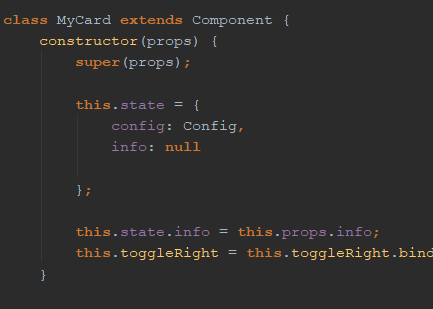 class MyCard extends Component {
constructor(props) {
super(props);
this.state = {
config: Config,
info: null
};
this.state.info = this.props.info;
this.toggleRight = this.toggleRight.bind
}